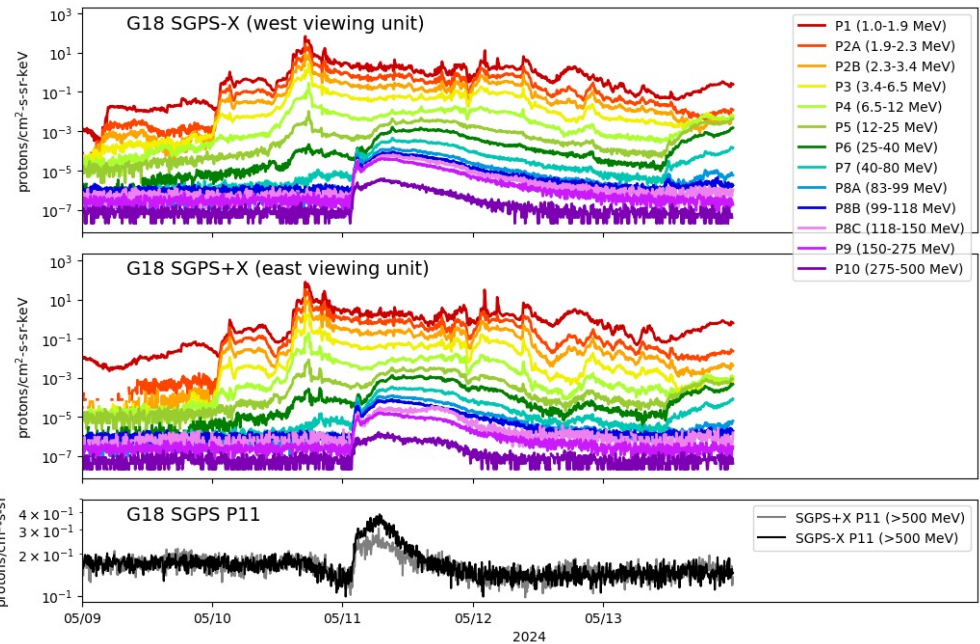 G18 SGPS-X (west viewing unit)
protons/cm²-s-sr-keV
10³
10¹
10⁻¹
10⁻³
10⁻⁵
10⁻⁷
P1 (1.0-1.9 MeV)
P2A (1.9-2.3 MeV)
P2B (2.3-3.4 MeV)
P3 (3.4-6.5 MeV)
P4 (6.5-12 MeV)
P5 (12-25 MeV)
P6 (25-40 MeV)
P7 (40-80 MeV)
P8A (83-99 MeV)
P8B (99-118 MeV)
P8C (118-150 MeV)
P9 (150-275 MeV)
P10 (275-500 MeV)
G18 SGPS+X (east viewing unit)
protons/cm²-s-sr-keV
10³
10¹
10⁻¹
10⁻³
10⁻⁵
10⁻⁷
G18 SGPS P11
protons/cm²-s-sr
4 × 10⁻¹
3 × 10⁻¹
2 × 10⁻¹
10⁻¹
SGPS+X P11 (>500 MeV)
SGPS-X P11 (>500 MeV)
05/09 05/10 05/11 05/12 05/13
2024